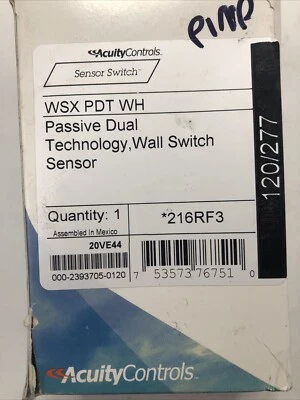 PIMP
AcuityControls
Sensor Switch™
WSX PDT WH
Passive Dual
Technology,Wall Switch
Sensor
120/277
Quantity: 1
*216RF3
Assembled in Mexico
20VE44
000-2393705-0120
7 53573 76751 0
AcuityControls